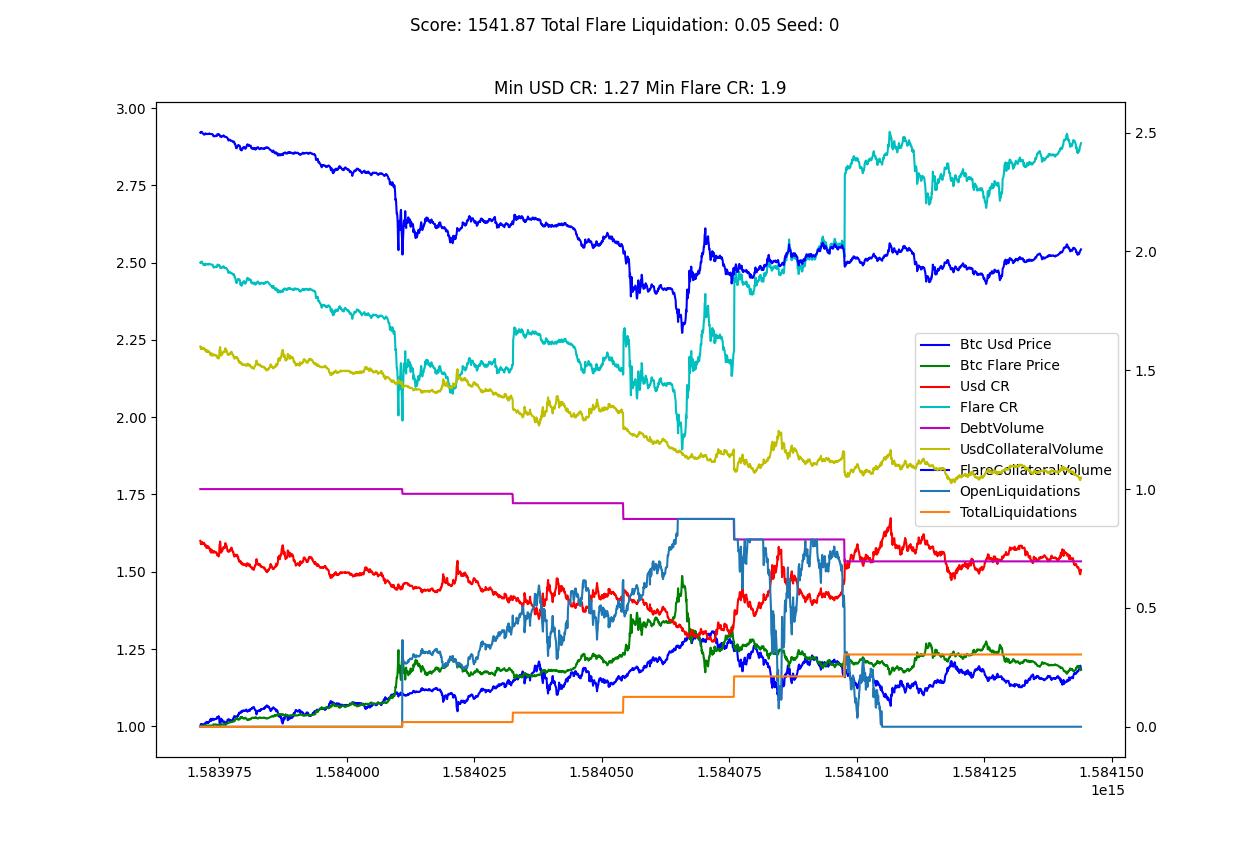 Score: 1541.87 Total Flare Liquidation: 0.05 Seed: 0
Min USD CR: 1.27 Min Flare CR: 1.9
3.00
2.75
2.50
2.25
2.00
1.75
1.50
1.25
1.00
2.5
2.0
1.5
1.0
0.5
0.0
Btc Usd Price
Btc Flare Price
Usd CR
Flare CR
DebtVolume
UsdCollateralVolume
FlareCollateralVolume
OpenLiquidations
TotalLiquidations
1.583975 1.584000 1.584025 1.584050 1.584075 1.584100 1.584125 1.584150
1e15